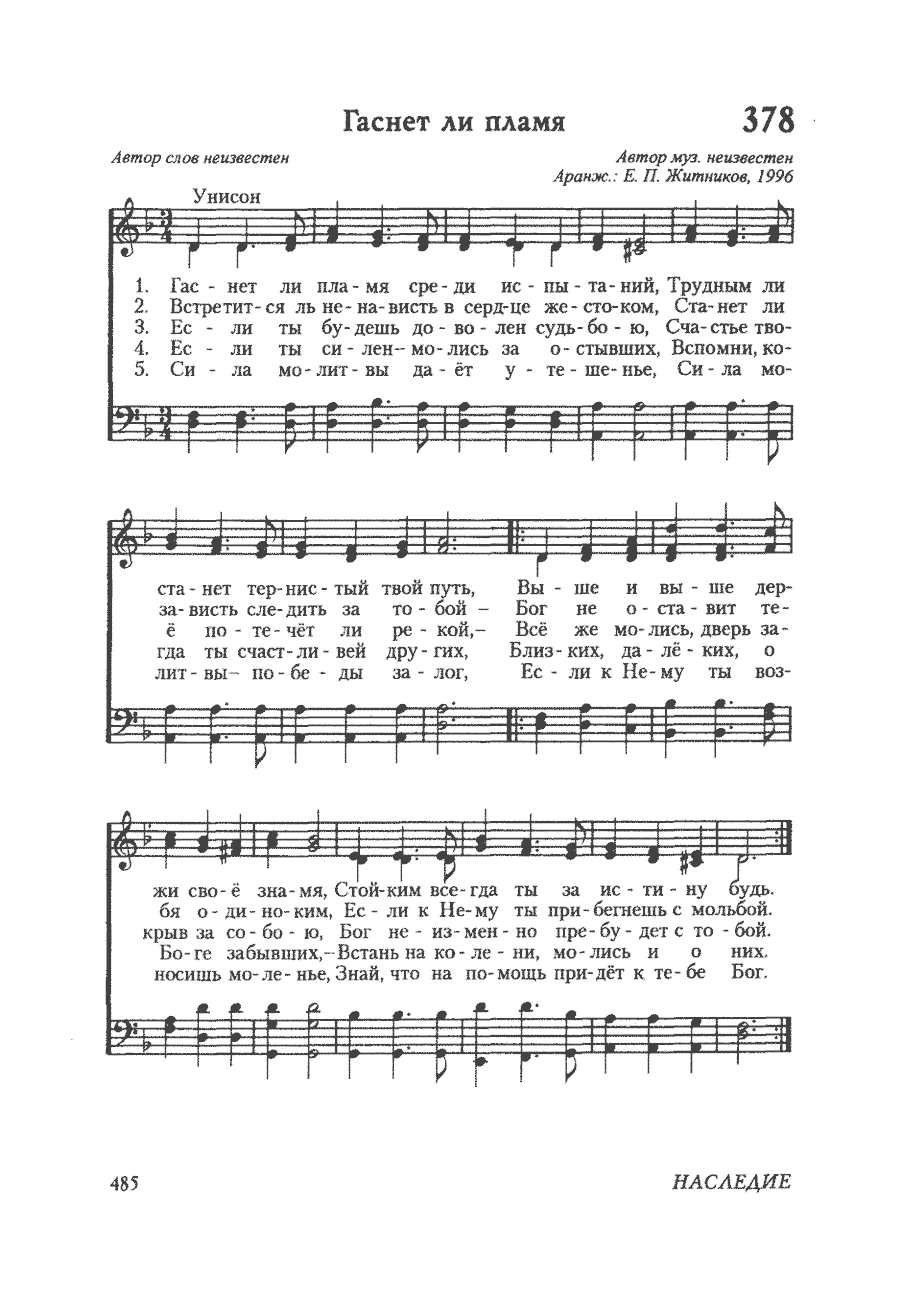 Гаснет ли пламя 378
Автор слов неизвестен Автор муз. неизвестен
Аранж.: Е. П. Житников, 1996
Унисон
1. Гас - нет ли пла - мя сре - ди ис - пы - та - ний, Трудным ли
2. Встретит - ся ль не - на - висть в серд-це же - сто-ком, Ста - нет ли
3. Ес - ли ты бу - дешь до - во - лен судь - бо - ю, Сча - стье тво-
4. Ес - ли ты си - лен– мо - лись за о - стывших, Вспомни, ко-
5. Си - ла мо - лит - вы да - ёт у - те - ше - нье, Си - ла мо-
ста - нет тер - нис - тый твой путь, Вы - ше и вы - ше дер-
за - висть сле - дить за то - бой – Бог не о - ста - вит те-
ё по - те - чёт ли ре - кой,– Всё же мо - лись, дверь за-
гда ты счаст - ли - вей дру - гих, Близ - ких, да - лё - ких, о
лит - вы– по - бе - ды за - лог, Ес - ли к Не - му ты воз-
жи сво - ё зна - мя, Стой-ким все - гда ты за ис - ти - ну будь.
бя о - ди - но - ким, Ес - ли к Не - му ты при - бегнешь с мольбой.
крыв за со - бо - ю, Бог не - из - мен - но пре - бу - дет с то - бой.
Бо - ге забывших,–Встань на ко - ле - ни, мо - лись и о них.
носишь мо - ле - нье, Знай, что на по - мощь при - дёт к те - бе Бог.
485 НАСЛЕДИЕ